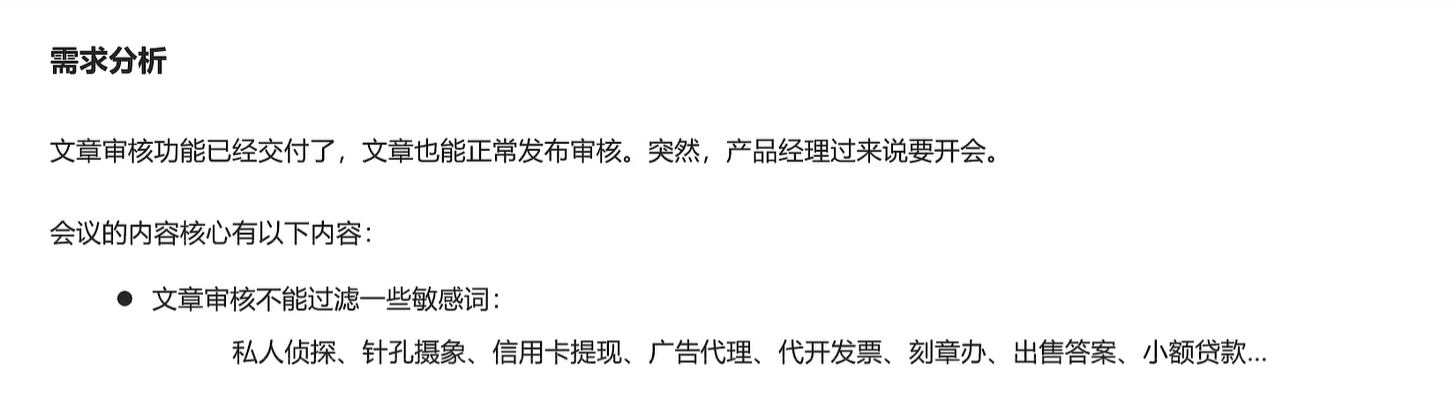 需求分析
文章审核功能已经交付了，文章也能正常发布审核。突然，产品经理过来说要开会。
会议的内容核心有以下内容：
● 文章审核不能过滤一些敏感词：
私人侦探、针孔摄象、信用卡提现、广告代理、代开发票、刻章办、出售答案、小额贷款...